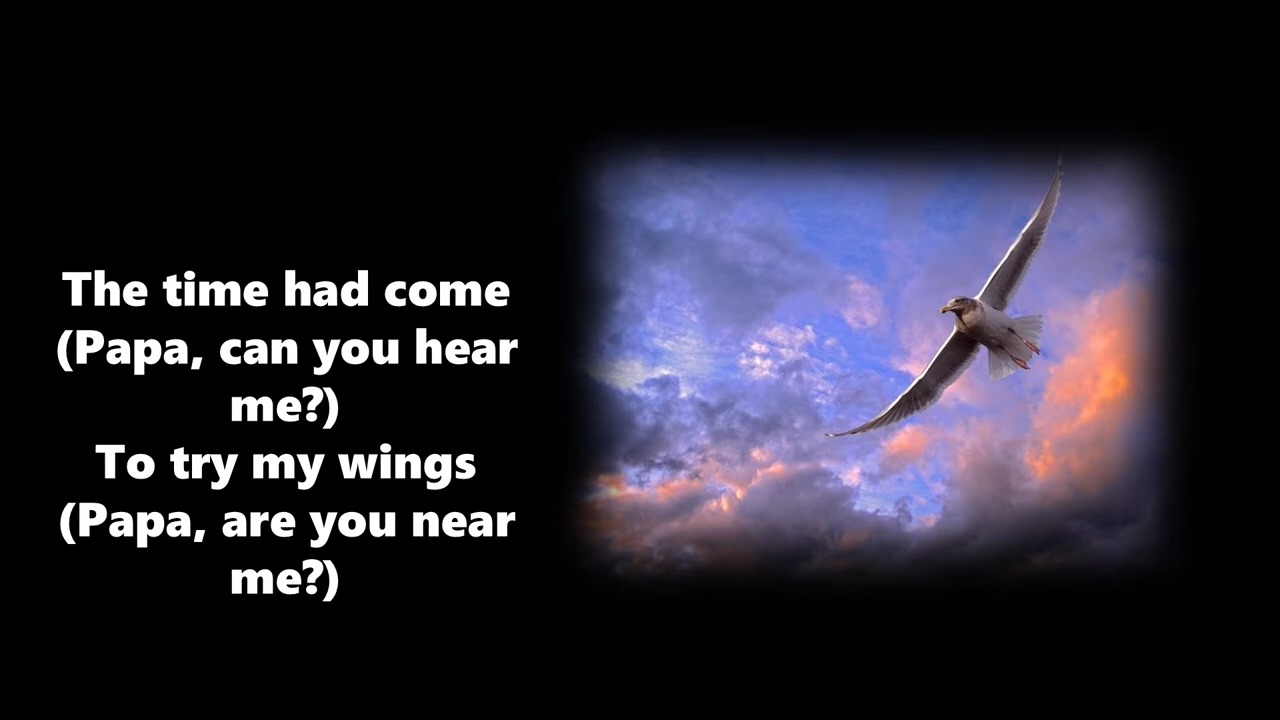 The time had come
(Papa, can you hear
me?)
To try my wings
(Papa, are you near
me?)